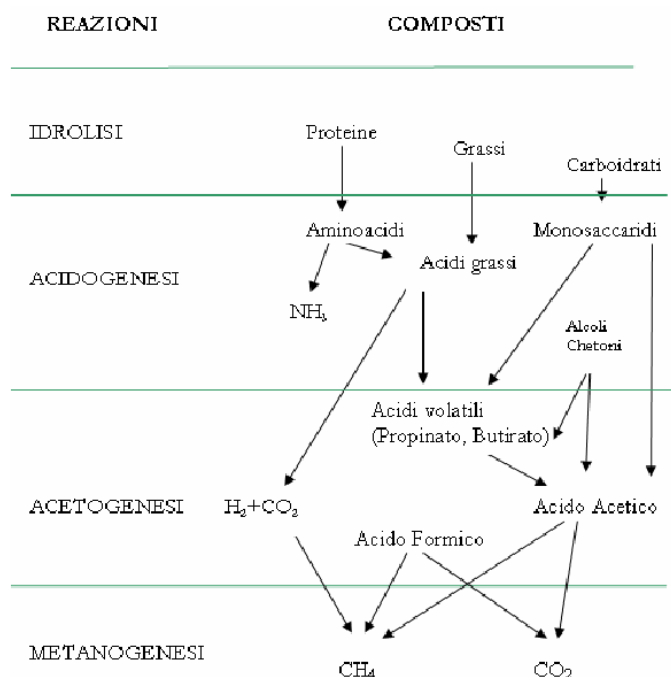 REAZIONI COMPOSTI
IDROLISI
Proteine
Grassi
Carboidrati
Aminoacidi
Monosaccaridi
Acidi grassi
ACIDOGENESI
NH₃
Alcoli
Chetoni
Acidi volatili
(Propinato, Butirato)
ACETOGENESI
H₂+CO₂
Acido Acetico
Acido Formico
METANOGENESI
CH₄
CO₂